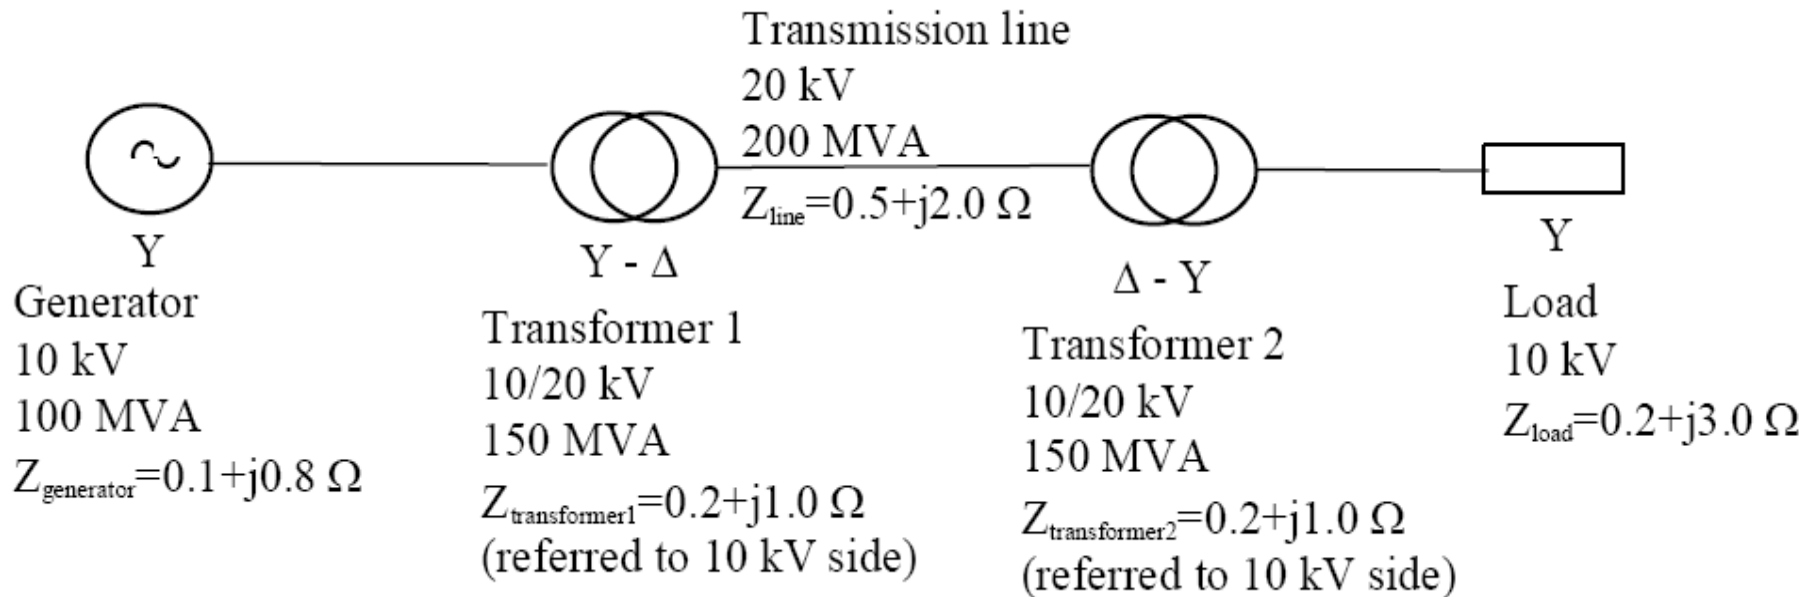 Transmission line
20 kV
200 MVA
Z_line=0.5+j2.0 Ω
Y
Generator
10 kV
100 MVA
Z_generator=0.1+j0.8 Ω
Y - Δ
Transformer 1
10/20 kV
150 MVA
Z_transformer1=0.2+j1.0 Ω
(referred to 10 kV side)
Δ - Y
Transformer 2
10/20 kV
150 MVA
Z_transformer2=0.2+j1.0 Ω
(referred to 10 kV side)
Y
Load
10 kV
Z_load=0.2+j3.0 Ω